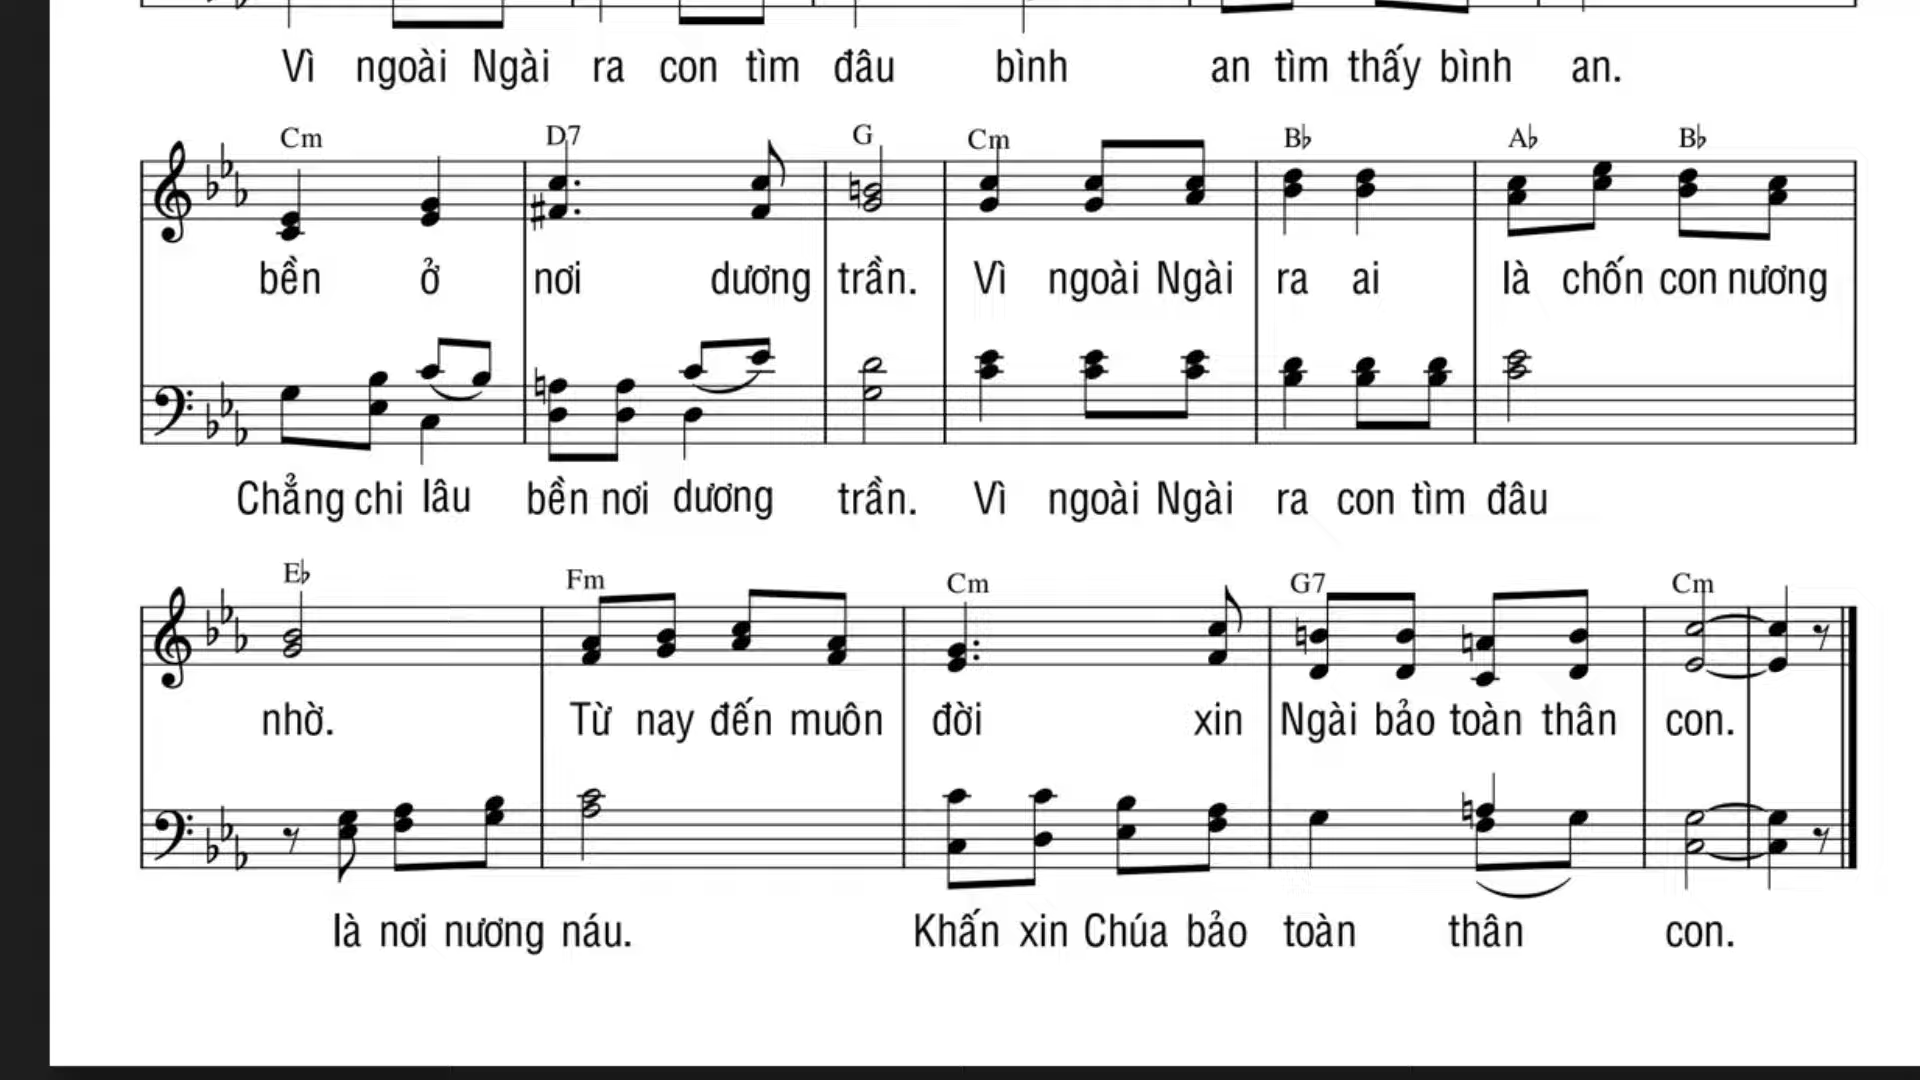 Vì ngoài Ngài ra con tìm đâu bình an tìm thấy bình an.
Cm D7 G Cm B♭ A♭ B♭
bền ở nơi dương trần. Vì ngoài Ngài ra ai là chốn con nương
Chẳng chi lâu bền nơi dương trần. Vì ngoài Ngài ra con tìm đâu
E♭ Fm Cm G7 Cm
nhờ. Từ nay đến muôn đời xin Ngài bảo toàn thân con.
là nơi nương náu. Khấn xin Chúa bảo toàn thân con.